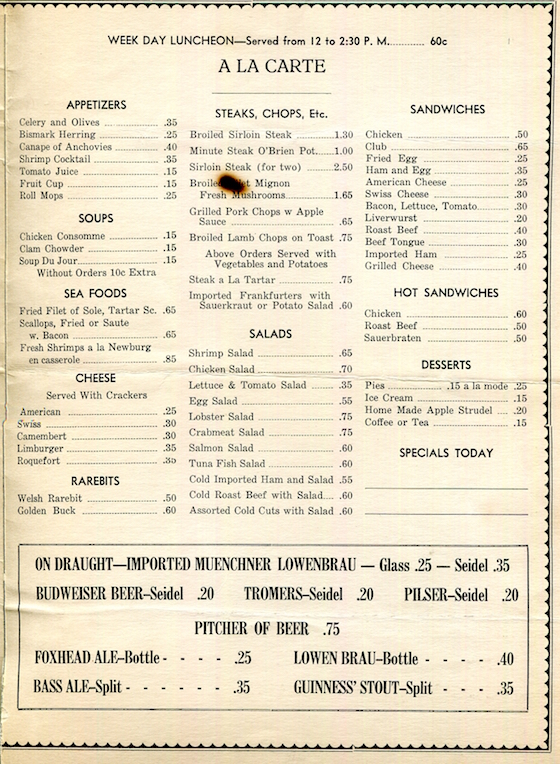 WEEK DAY LUNCHEON—Served from 12 to 2:30 P. M............ 60c
A LA CARTE
APPETIZERS
Celery and Olives .35
Bismark Herring .25
Canape of Anchovies .40
Shrimp Cocktail .35
Tomato Juice .15
Fruit Cup .15
Roll Mops .25
SOUPS
Chicken Consomme .15
Clam Chowder .15
Soup Du Jour .15
Without Orders 10c Extra
SEA FOODS
Fried Filet of Sole, Tartar Sc. .65
Scallops, Fried or Saute
w. Bacon .65
Fresh Shrimps a la Newburg
en casserole .85
CHEESE
Served With Crackers
American .25
Swiss .30
Camembert .30
Limburger .35
Roquefort
RAREBITS
Welsh Rarebit .50
Golden Buck .60
STEAKS, CHOPS, Etc.
Broiled Sirloin Steak 1.30
Minute Steak O'Brien Pot. 1.00
Sirloin Steak (for two) 2.50
Mignon
Fresh Mushrooms 1.65
Grilled Pork Chops w Apple
Sauce .65
Broiled Lamb Chops on Toast .75
Above Orders Served with
Vegetables and Potatoes
Steak a La Tartar .75
Imported Frankfurters with
Sauerkraut or Potato Salad .60
SALADS
Shrimp Salad .65
Chicken Salad .70
Lettuce & Tomato Salad .35
Egg Salad .55
Lobster Salad .75
Crabmeat Salad .75
Salmon Salad .60
Tuna Fish Salad .60
Cold Imported Ham and Salad .55
Cold Roast Beef with Salad .60
Assorted Cold Cuts with Salad .60
SANDWICHES
Chicken .50
Club .65
Fried Egg .25
Ham and Egg .35
American Cheese .25
Swiss Cheese .30
Bacon, Lettuce, Tomato .30
Liverwurst .20
Roast Beef .40
Beef Tongue .30
Imported Ham .25
Grilled Cheese .40
HOT SANDWICHES
Chicken .60
Roast Beef .50
Sauerbraten .50
DESSERTS
Pies .15 a la mode .25
Ice Cream .15
Home Made Apple Strudel .20
Coffee or Tea .15
SPECIALS TODAY
ON DRAUGHT—IMPORTED MUENCHNER LOWENBRAU — Glass .25 — Seidel .35
BUDWEISER BEER–Seidel .20 TROMERS–Seidel .20 PILSER–Seidel .20
PITCHER OF BEER .75
FOXHEAD ALE–Bottle - - - - .25 LOWEN BRAU–Bottle - - - - .40
BASS ALE–Split - - - - - - .35 GUINNESS' STOUT–Split - - - .35